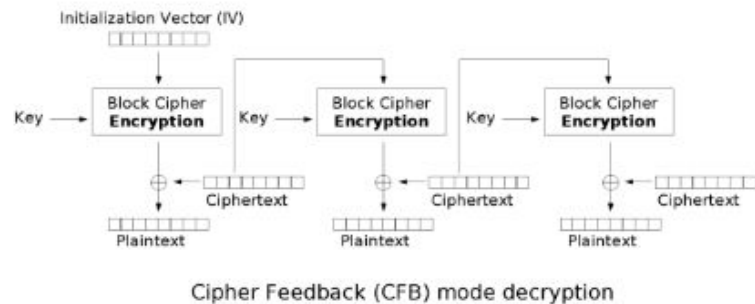 Initialization Vector (IV)
Key
Block Cipher
Encryption
Key
Block Cipher
Encryption
Key
Block Cipher
Encryption
Ciphertext
Ciphertext
Ciphertext
Plaintext
Plaintext
Plaintext
Cipher Feedback (CFB) mode decryption